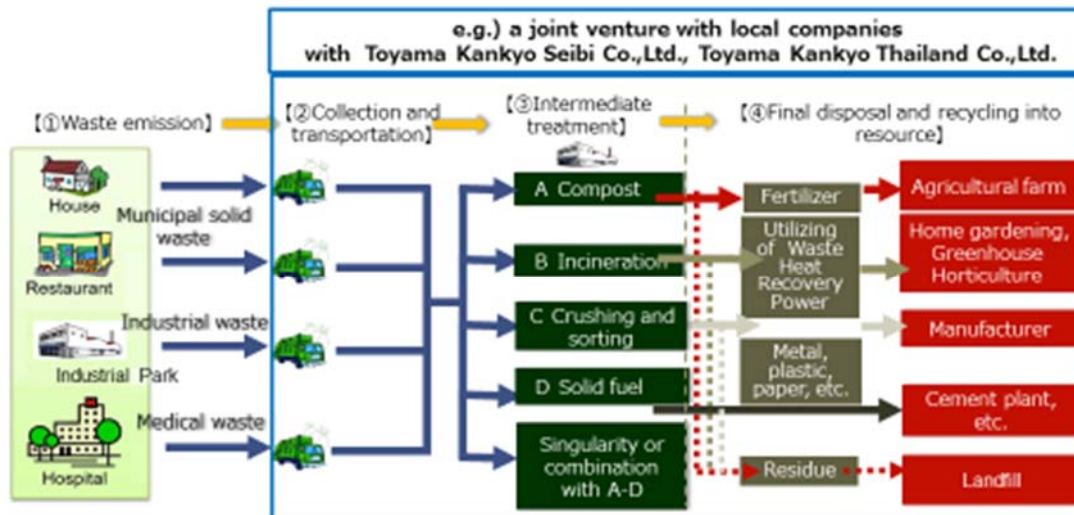 e.g.) a joint venture with local companies
with Toyama Kankyo Seibi Co.,Ltd., Toyama Kankyo Thailand Co.,Ltd.
【①Waste emission】
【②Collection and
transportation】
【③Intermediate
treatment】
【④Final disposal and recycling into
resource】
House
Municipal solid
waste
Restaurant
Industrial waste
Industrial Park
Medical waste
Hospital
A Compost
B Incineration
C Crushing and
sorting
D Solid fuel
Singularity or
combination
with A-D
Fertilizer
Utilizing
of Waste
Heat
Recovery
Power
Metal,
plastic,
paper, etc.
Residue
Agricultural farm
Home gardening,
Greenhouse
Horticulture
Manufacturer
Cement plant,
etc.
Landfill